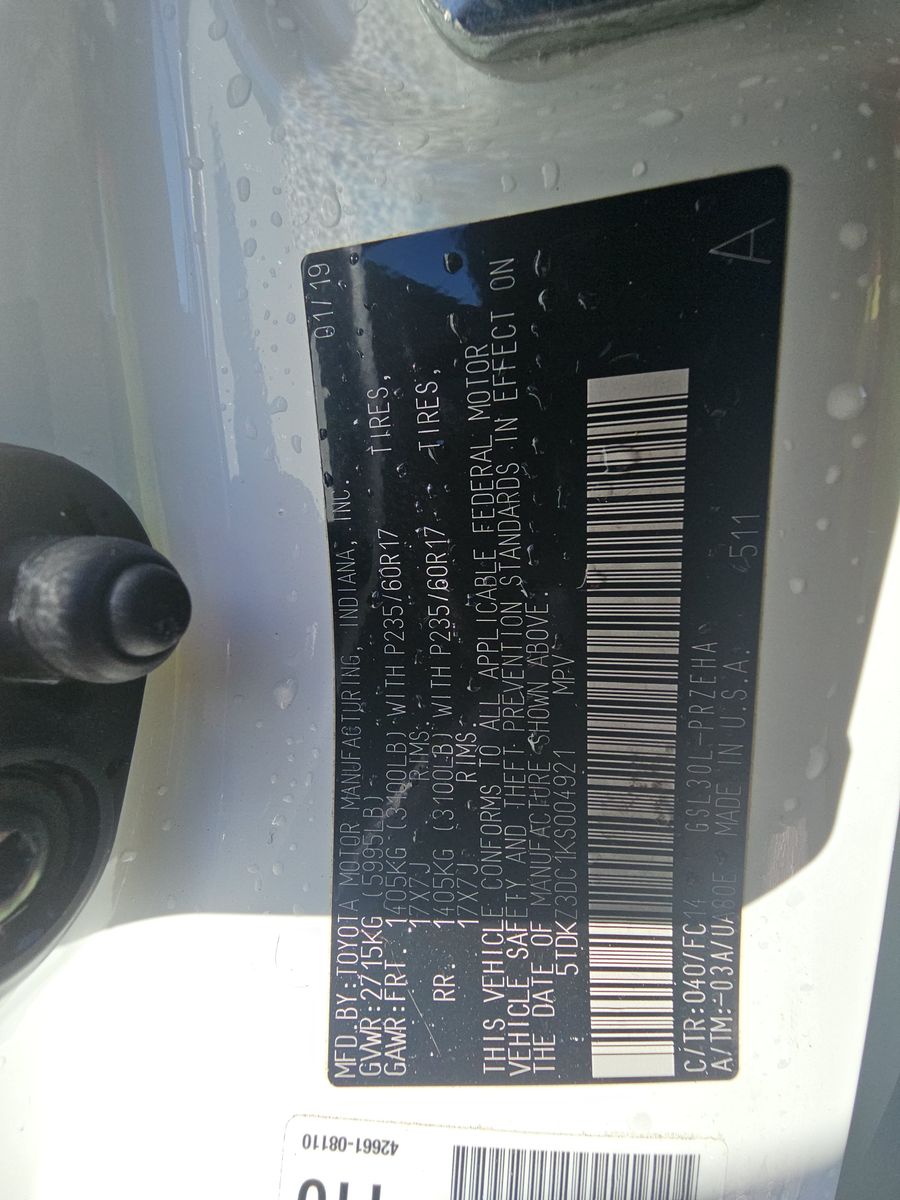 MFD.BY:TOYOTA MOTOR MANUFACTURING, INDIANA, INC. 01/19
GVWR:2715KG (5995LB)
GAWR:FRT. 1405KG (3100LB) WITH P235/60R17 TIRES,
17X7J RIMS.
RR. 1405KG (3100LB) WITH P235/60R17 TIRES,
17X7J RIMS.
THIS VEHICLE CONFORMS TO ALL APPLICABLE FEDERAL MOTOR
VEHICLE SAFETY AND THEFT PREVENTION STANDARDS IN EFFECT ON
THE DATE OF MANUFACTURE SHOWN ABOVE.
5TDKZ3DC1KS004921 MPV
A
C/TR:040/FC14 GSL30L-PRZEHA
A/TM:-03A/UA80E MADE IN U.S.A. 511
42661-08110